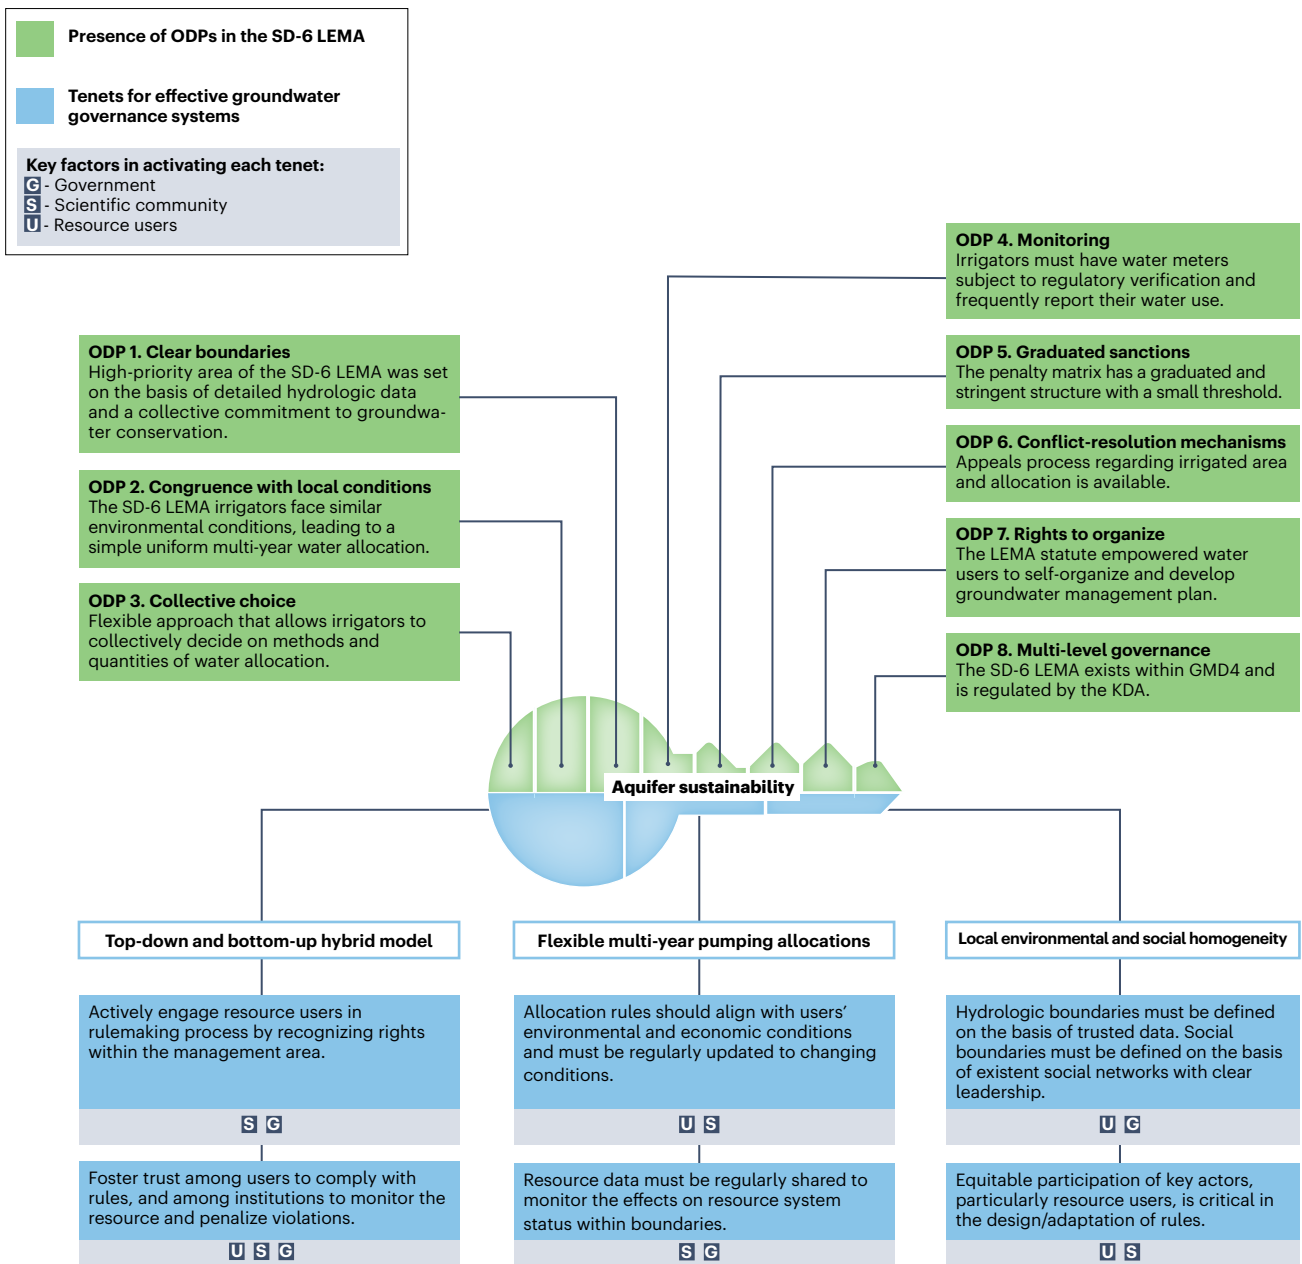 Presence of ODPs in the SD-6 LEMA
Tenets for effective groundwater
governance systems
Key factors in activating each tenet:
G - Government
S - Scientific community
U - Resource users
ODP 1. Clear boundaries
High-priority area of the SD-6 LEMA was set
on the basis of detailed hydrologic data
and a collective commitment to groundwa-
ter conservation.
ODP 2. Congruence with local conditions
The SD-6 LEMA irrigators face similar
environmental conditions, leading to a
simple uniform multi-year water allocation.
ODP 3. Collective choice
Flexible approach that allows irrigators to
collectively decide on methods and
quantities of water allocation.
ODP 4. Monitoring
Irrigators must have water meters
subject to regulatory verification and
frequently report their water use.
ODP 5. Graduated sanctions
The penalty matrix has a graduated and
stringent structure with a small threshold.
ODP 6. Conflict-resolution mechanisms
Appeals process regarding irrigated area
and allocation is available.
ODP 7. Rights to organize
The LEMA statute empowered water
users to self-organize and develop
groundwater management plan.
ODP 8. Multi-level governance
The SD-6 LEMA exists within GMD4 and
is regulated by the KDA.
Aquifer sustainability
Top-down and bottom-up hybrid model
Actively engage resource users in
rulemaking process by recognizing rights
within the management area.
S G
Foster trust among users to comply with
rules, and among institutions to monitor the
resource and penalize violations.
U S G
Flexible multi-year pumping allocations
Allocation rules should align with users’
environmental and economic conditions
and must be regularly updated to changing
conditions.
U S
Resource data must be regularly shared to
monitor the effects on resource system
status within boundaries.
S G
Local environmental and social homogeneity
Hydrologic boundaries must be defined
on the basis of trusted data. Social
boundaries must be defined on the basis
of existent social networks with clear
leadership.
U G
Equitable participation of key actors,
particularly resource users, is critical in
the design/adaptation of rules.
U S